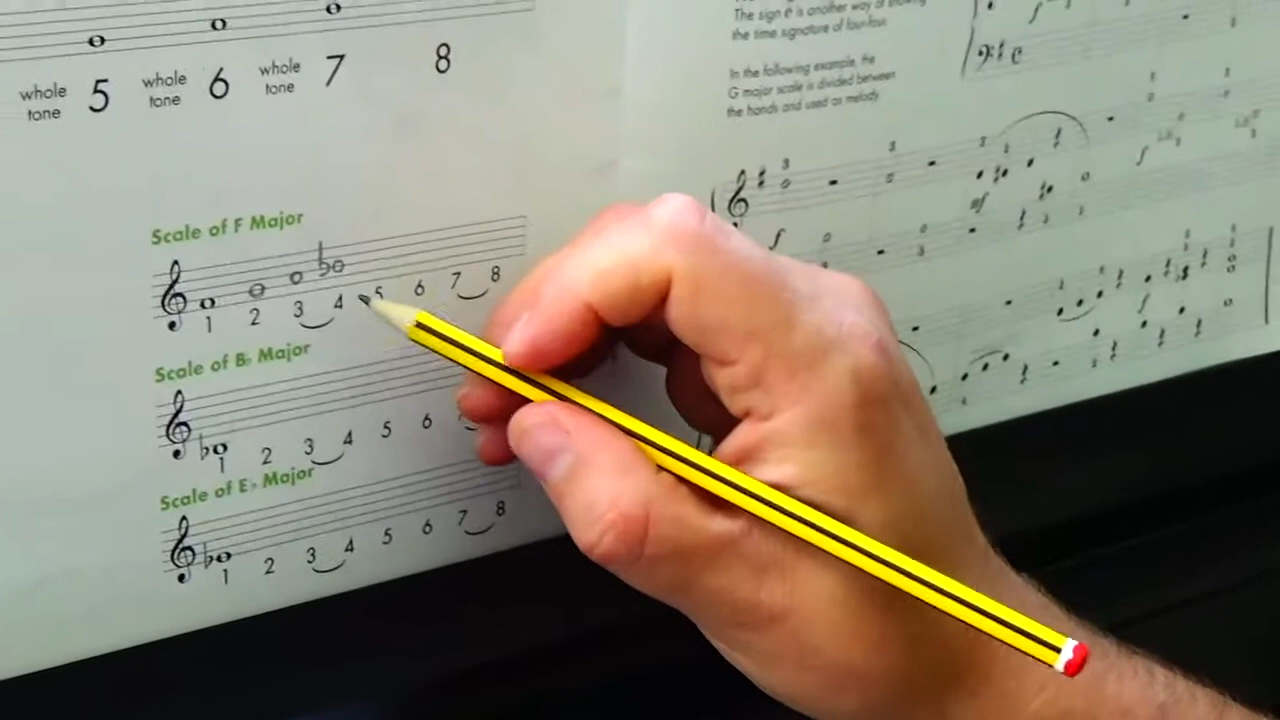 whole tone 5 whole tone 6 whole tone 7 8
Scale of F Major
1 2 3 4 5 6 7 8
Scale of B♭ Major
1 2 3 4 5 6
Scale of E♭ Major
1 2 3 4 5 6 7 8
The sign is another way of showing
the time signature of four-four.
In the following example, the
G major scale is divided between
the hands and used as melody